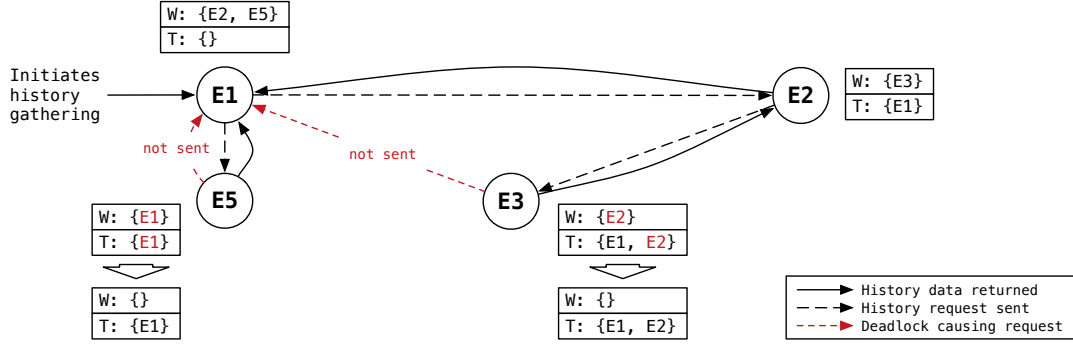 W: {E2, E5}
T: {}
Initiates
history
gathering
E1
E2
W: {E3}
T: {E1}
not sent
not sent
E5
E3
W: {E1}
T: {E1}
W: {E2}
T: {E1, E2}
W: {}
T: {E1}
W: {}
T: {E1, E2}
History data returned
History request sent
Deadlock causing request